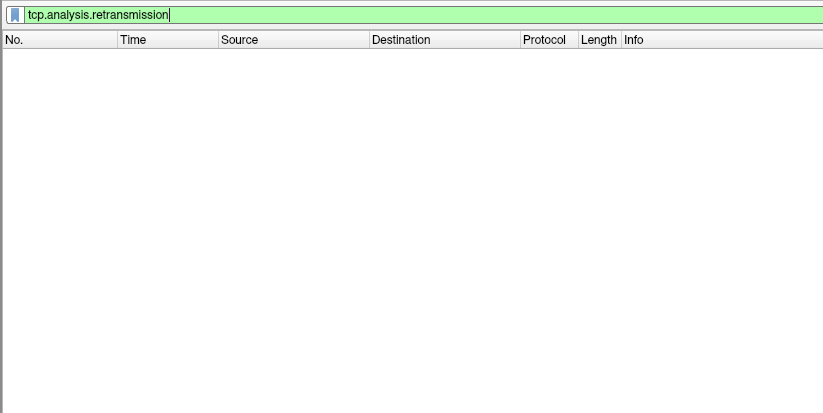 tcp.analysis.retransmission
No. Time Source Destination Protocol Length Info